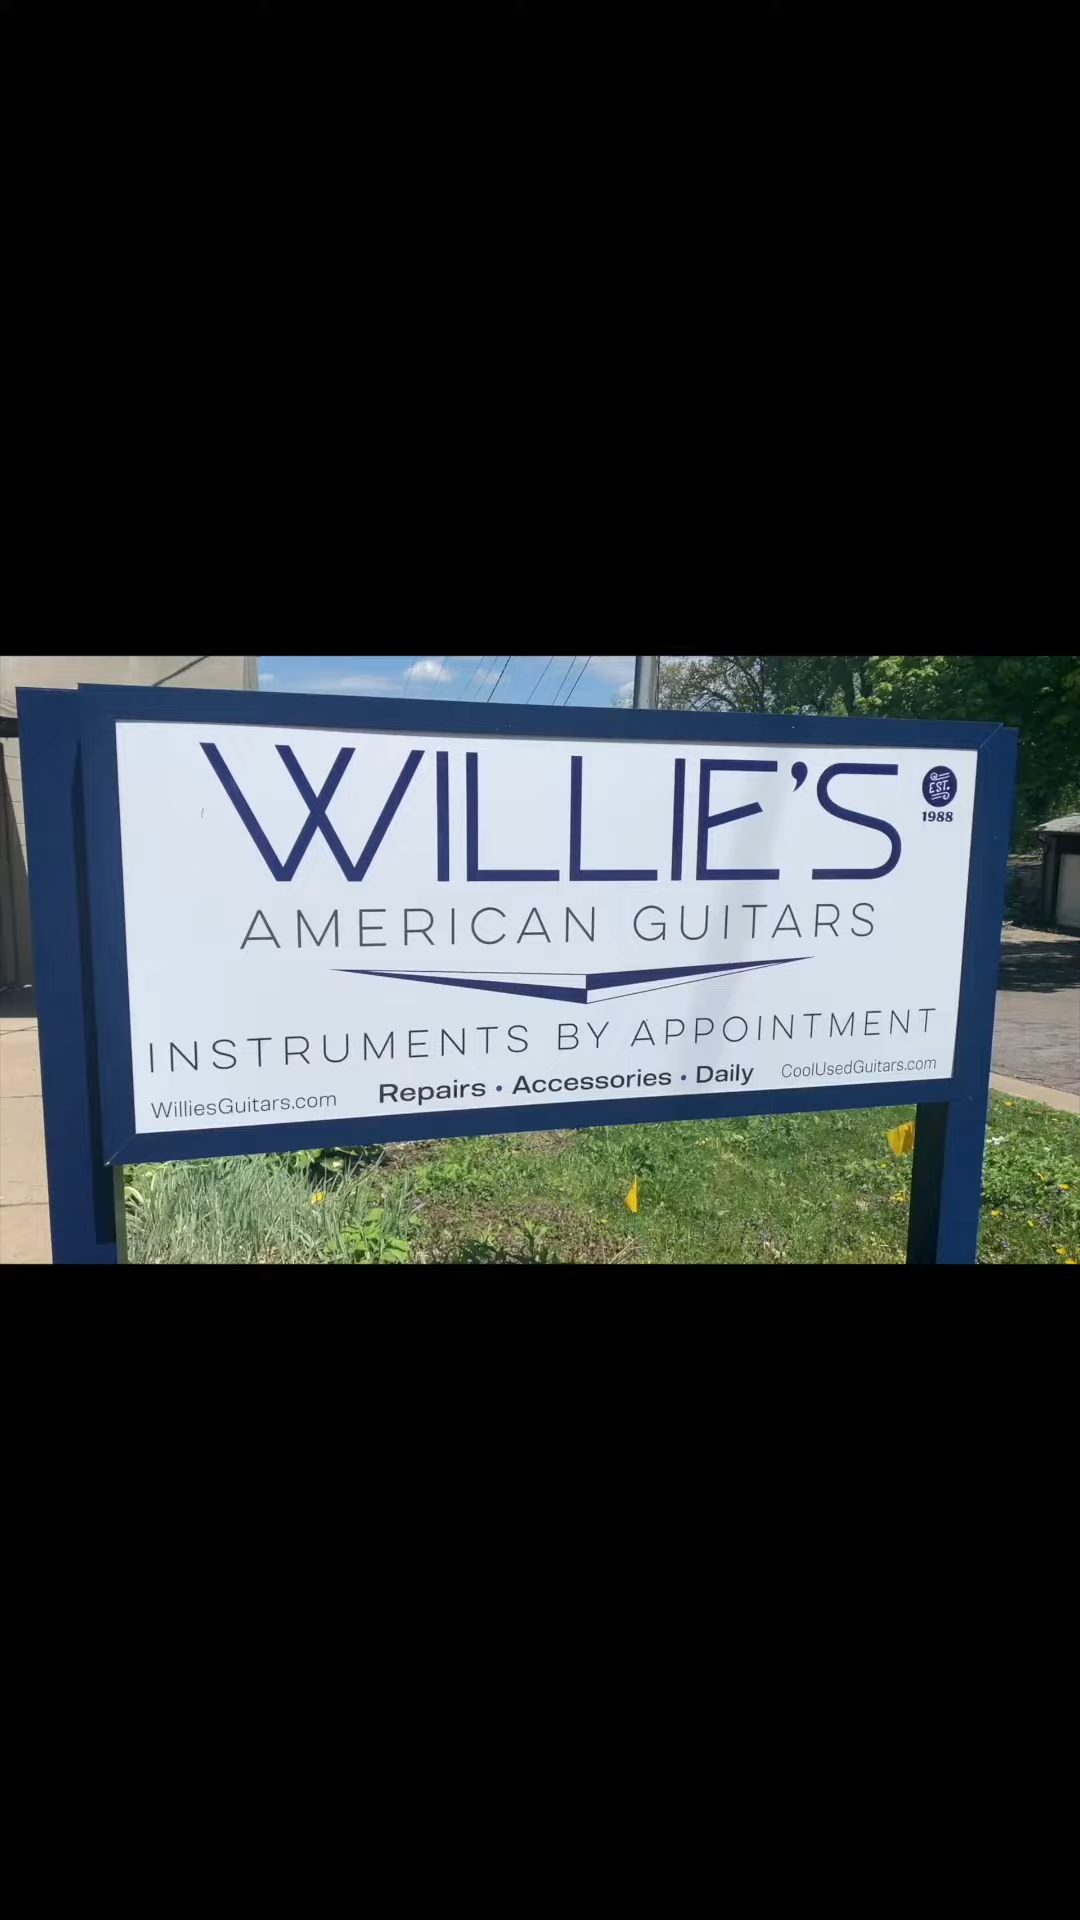 WILLIE'S
EST.
1988
AMERICAN GUITARS
INSTRUMENTS BY APPOINTMENT
WilliesGuitars.com Repairs • Accessories • Daily CoolUsedGuitars.com